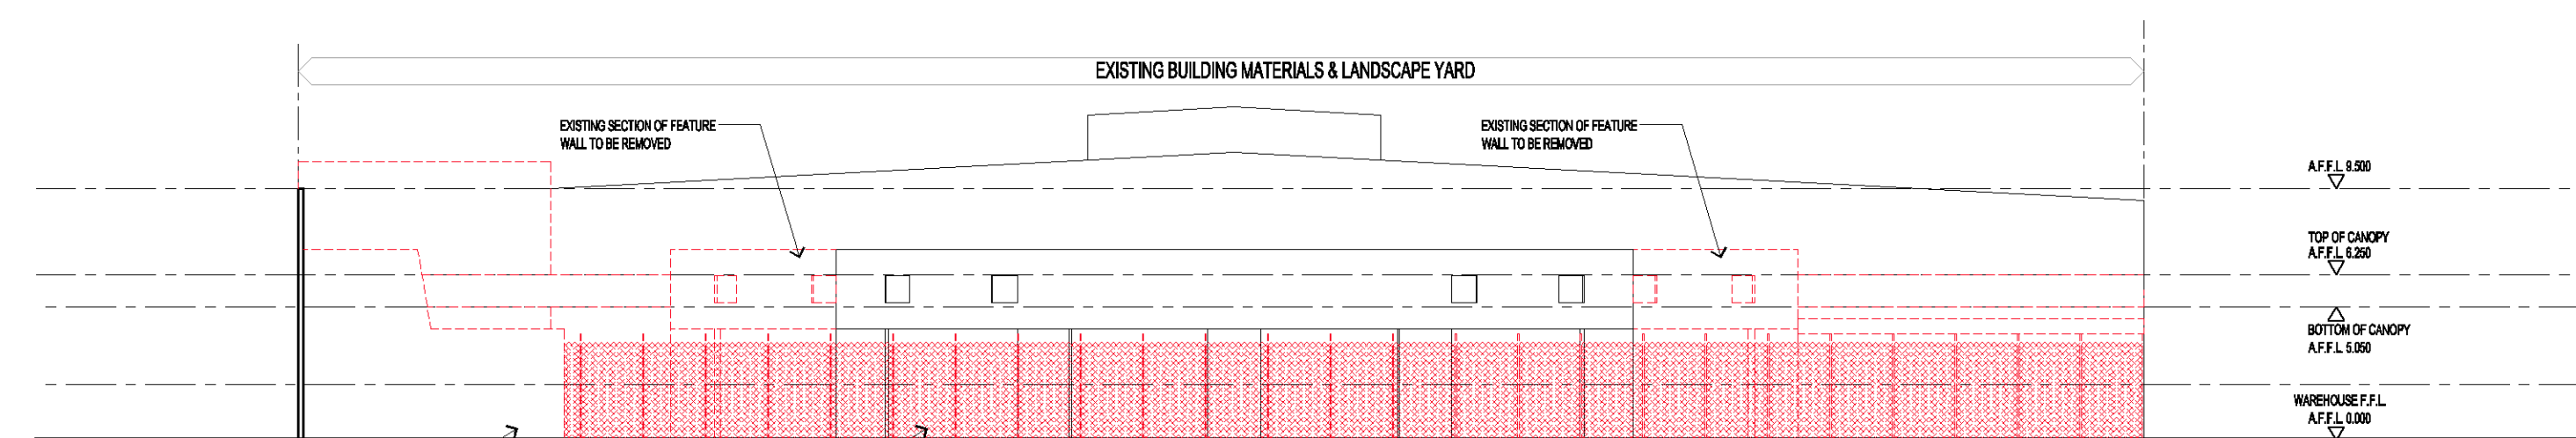 EXISTING BUILDING MATERIALS & LANDSCAPE YARD
EXISTING SECTION OF FEATURE
WALL TO BE REMOVED
EXISTING SECTION OF FEATURE
WALL TO BE REMOVED
A.F.F.L 9.500
TOP OF CANOPY
A.F.F.L 6.250
BOTTOM OF CANOPY
A.F.F.L 5.050
WAREHOUSE F.F.L.
A.F.F.L 0.000